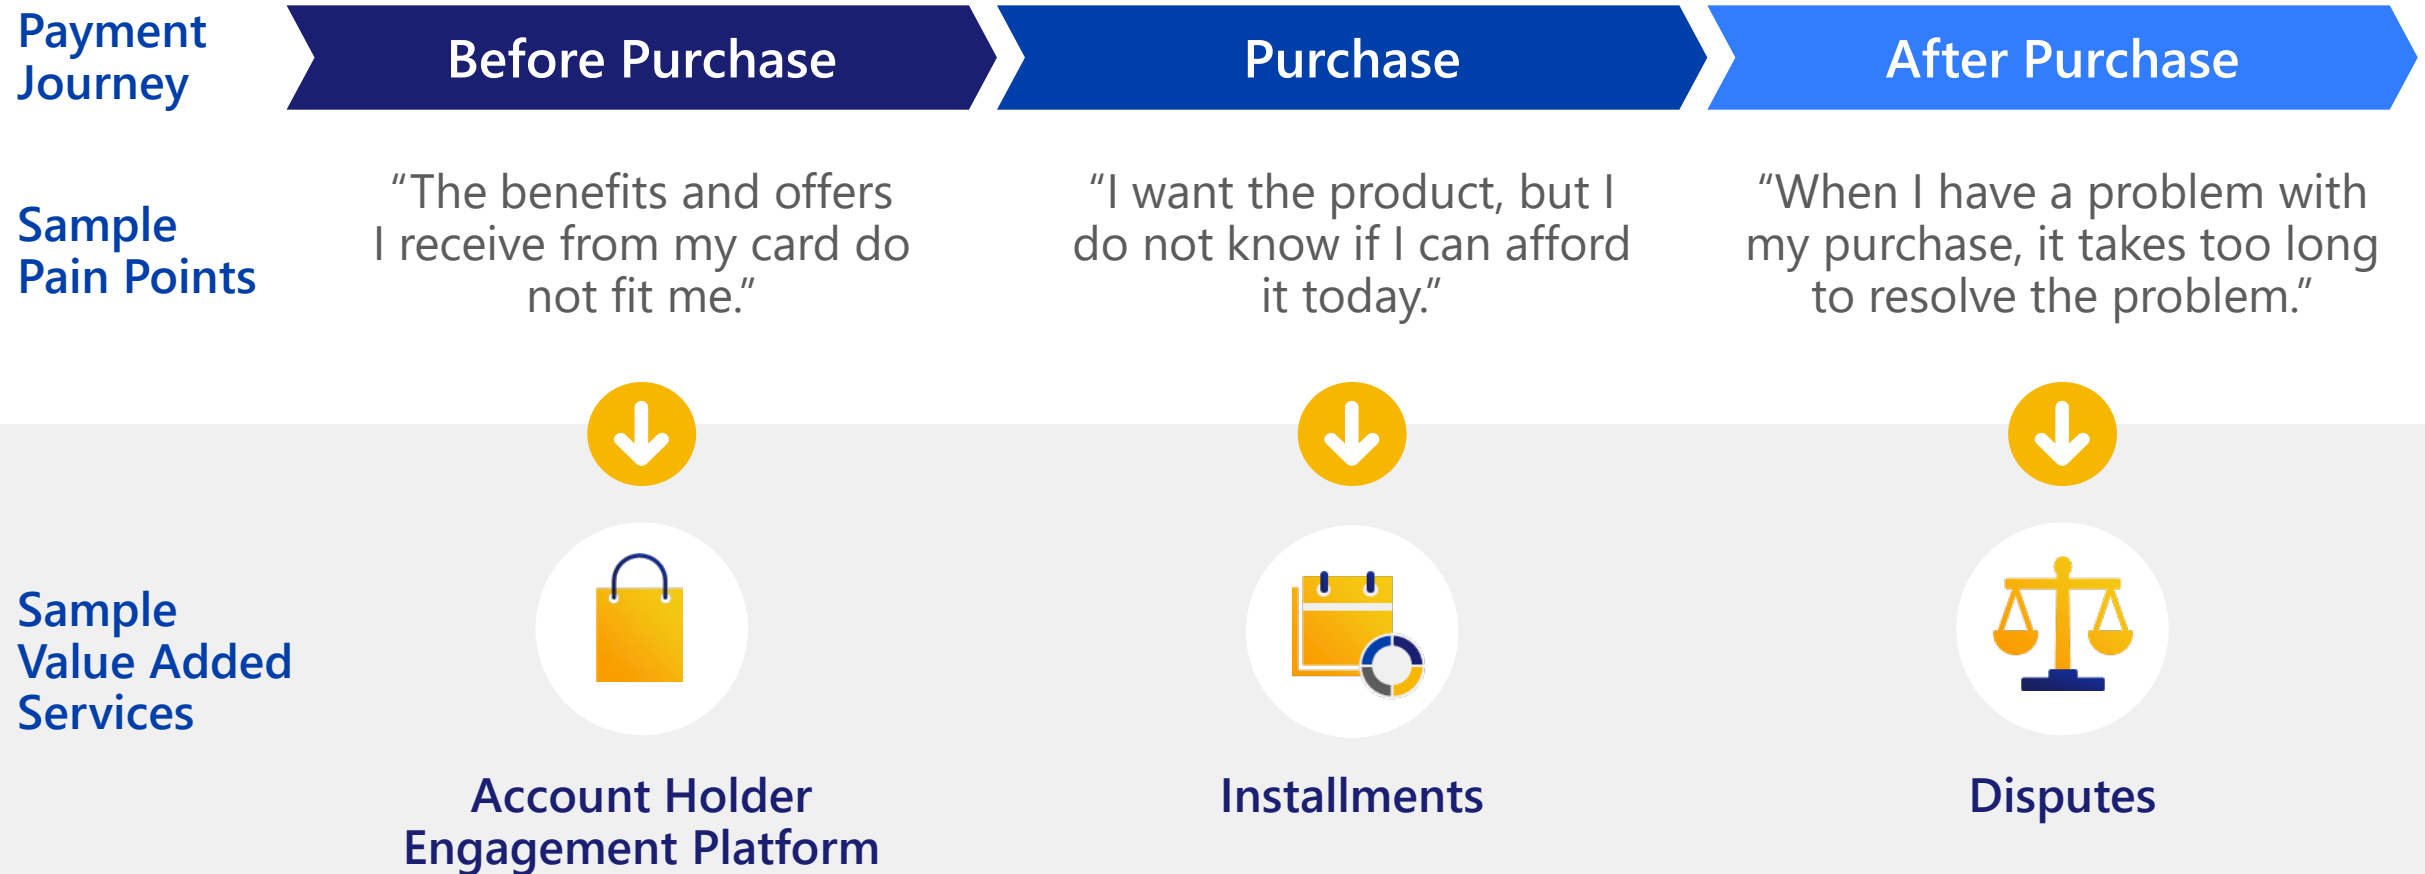 Payment
Journey
Before Purchase
Purchase
After Purchase
Sample
Pain Points
“The benefits and offers
I receive from my card do
not fit me.”
“I want the product, but I
do not know if I can afford
it today.”
“When I have a problem with
my purchase, it takes too long
to resolve the problem.”
Sample
Value Added
Services
Account Holder
Engagement Platform
Installments
Disputes